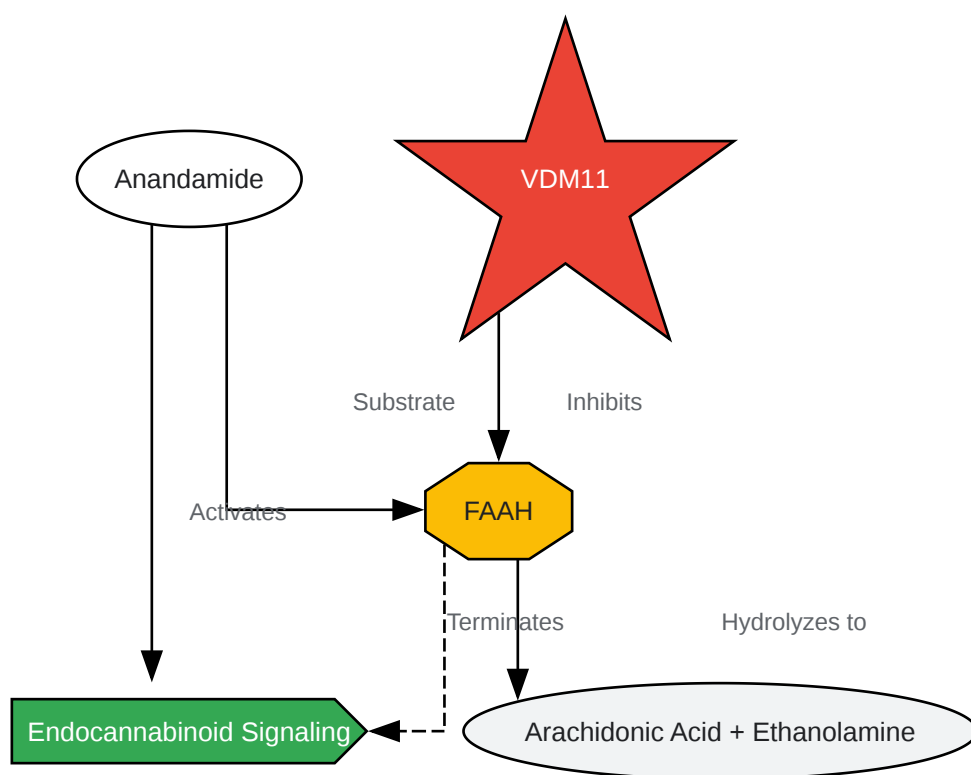 Anandamide
VDM11
Substrate
Inhibits
Activates
FAAH
Terminates
Hydrolyzes to
Endocannabinoid Signaling
Arachidonic Acid + Ethanolamine